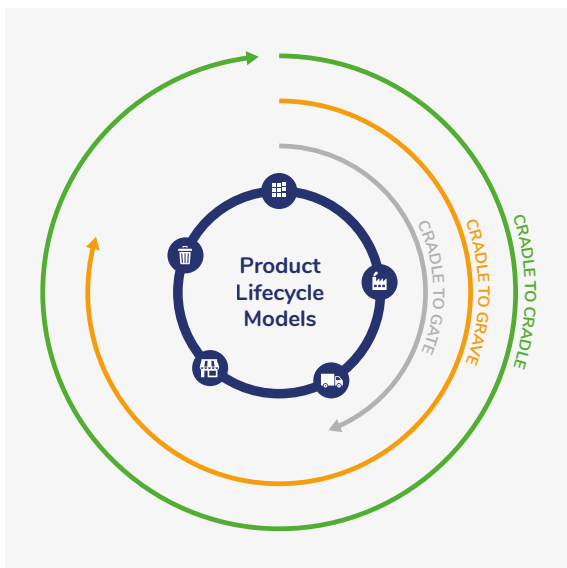 Product
Lifecycle
Models
CRADLE TO GATE
CRADLE TO GRAVE
CRADLE TO CRADLE